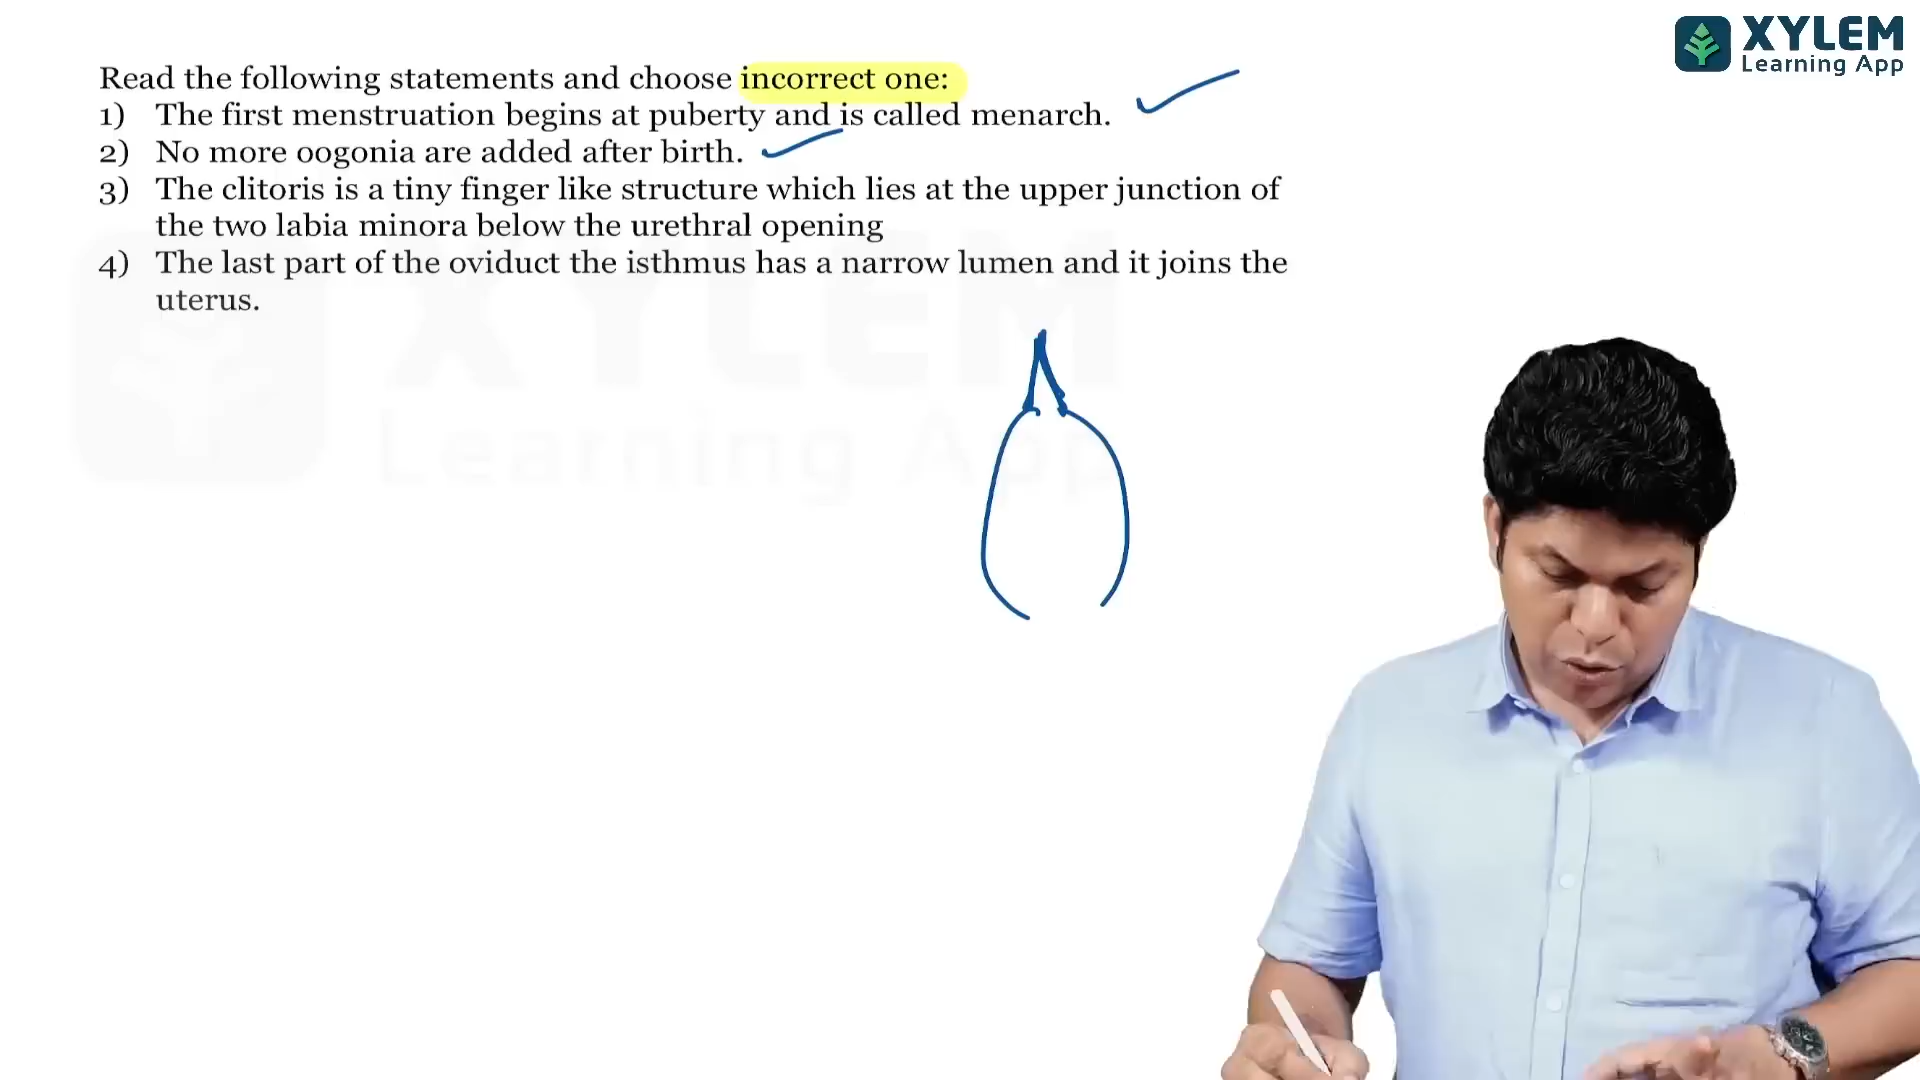 XYLEM
Learning App
Read the following statements and choose incorrect one:
1) The first menstruation begins at puberty and is called menarch.
2) No more oogonia are added after birth.
3) The clitoris is a tiny finger like structure which lies at the upper junction of
the two labia minora below the urethral opening
4) The last part of the oviduct the isthmus has a narrow lumen and it joins the
uterus.
XYLEM
Learning App